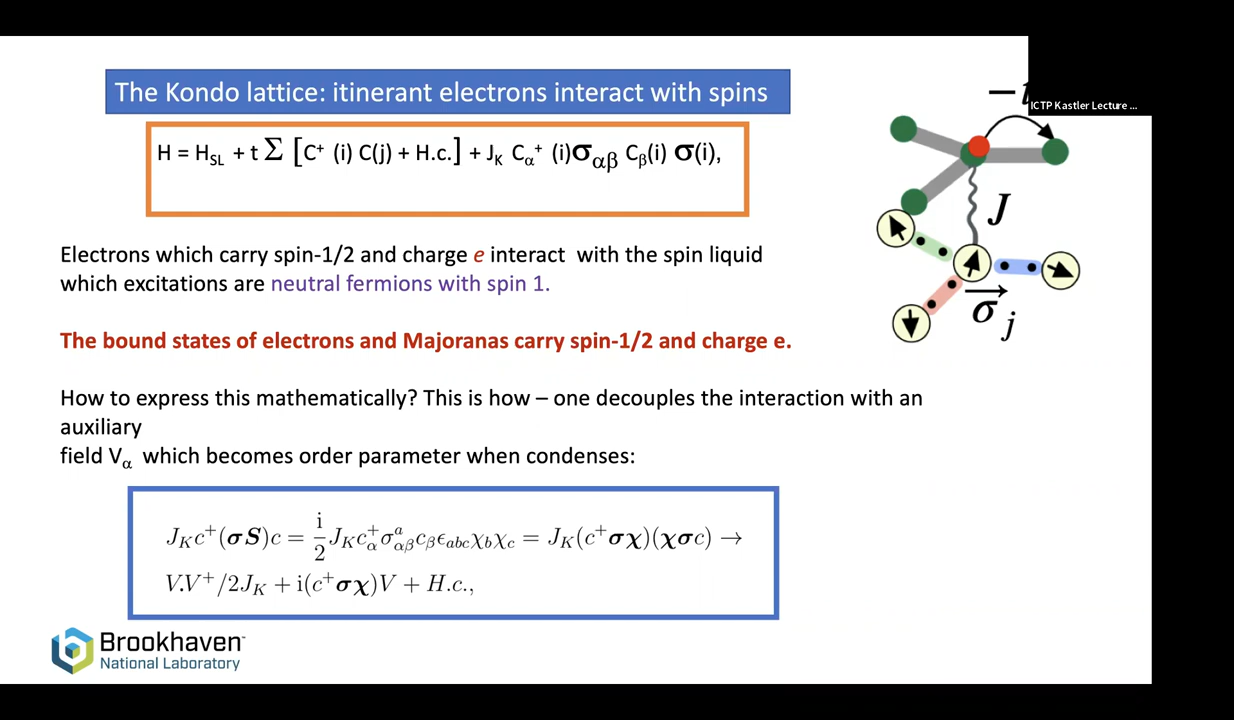 The Kondo lattice: itinerant electrons interact with spins
ICTP Kastler Lecture ...
H = H_SL + t Σ [C⁺ (i) C(j) + H.c.] + J_K C_α⁺ (i)σ_αβ C_β(i) σ(i),
Electrons which carry spin-1/2 and charge e interact with the spin liquid
which excitations are neutral fermions with spin 1.
The bound states of electrons and Majoranas carry spin-1/2 and charge e.
How to express this mathematically? This is how – one decouples the interaction with an
auxiliary
field V_α which becomes order parameter when condenses:
J_K c⁺(σS)c = i/2 J_K c_α⁺ σ^a_αβ c_β ϵ_abc χ_b χ_c = J_K(c⁺σχ)(χσc) →
V.V⁺/2J_K + i(c⁺σχ)V + H.c.,
J
σ⃗ j
Brookhaven
National Laboratory